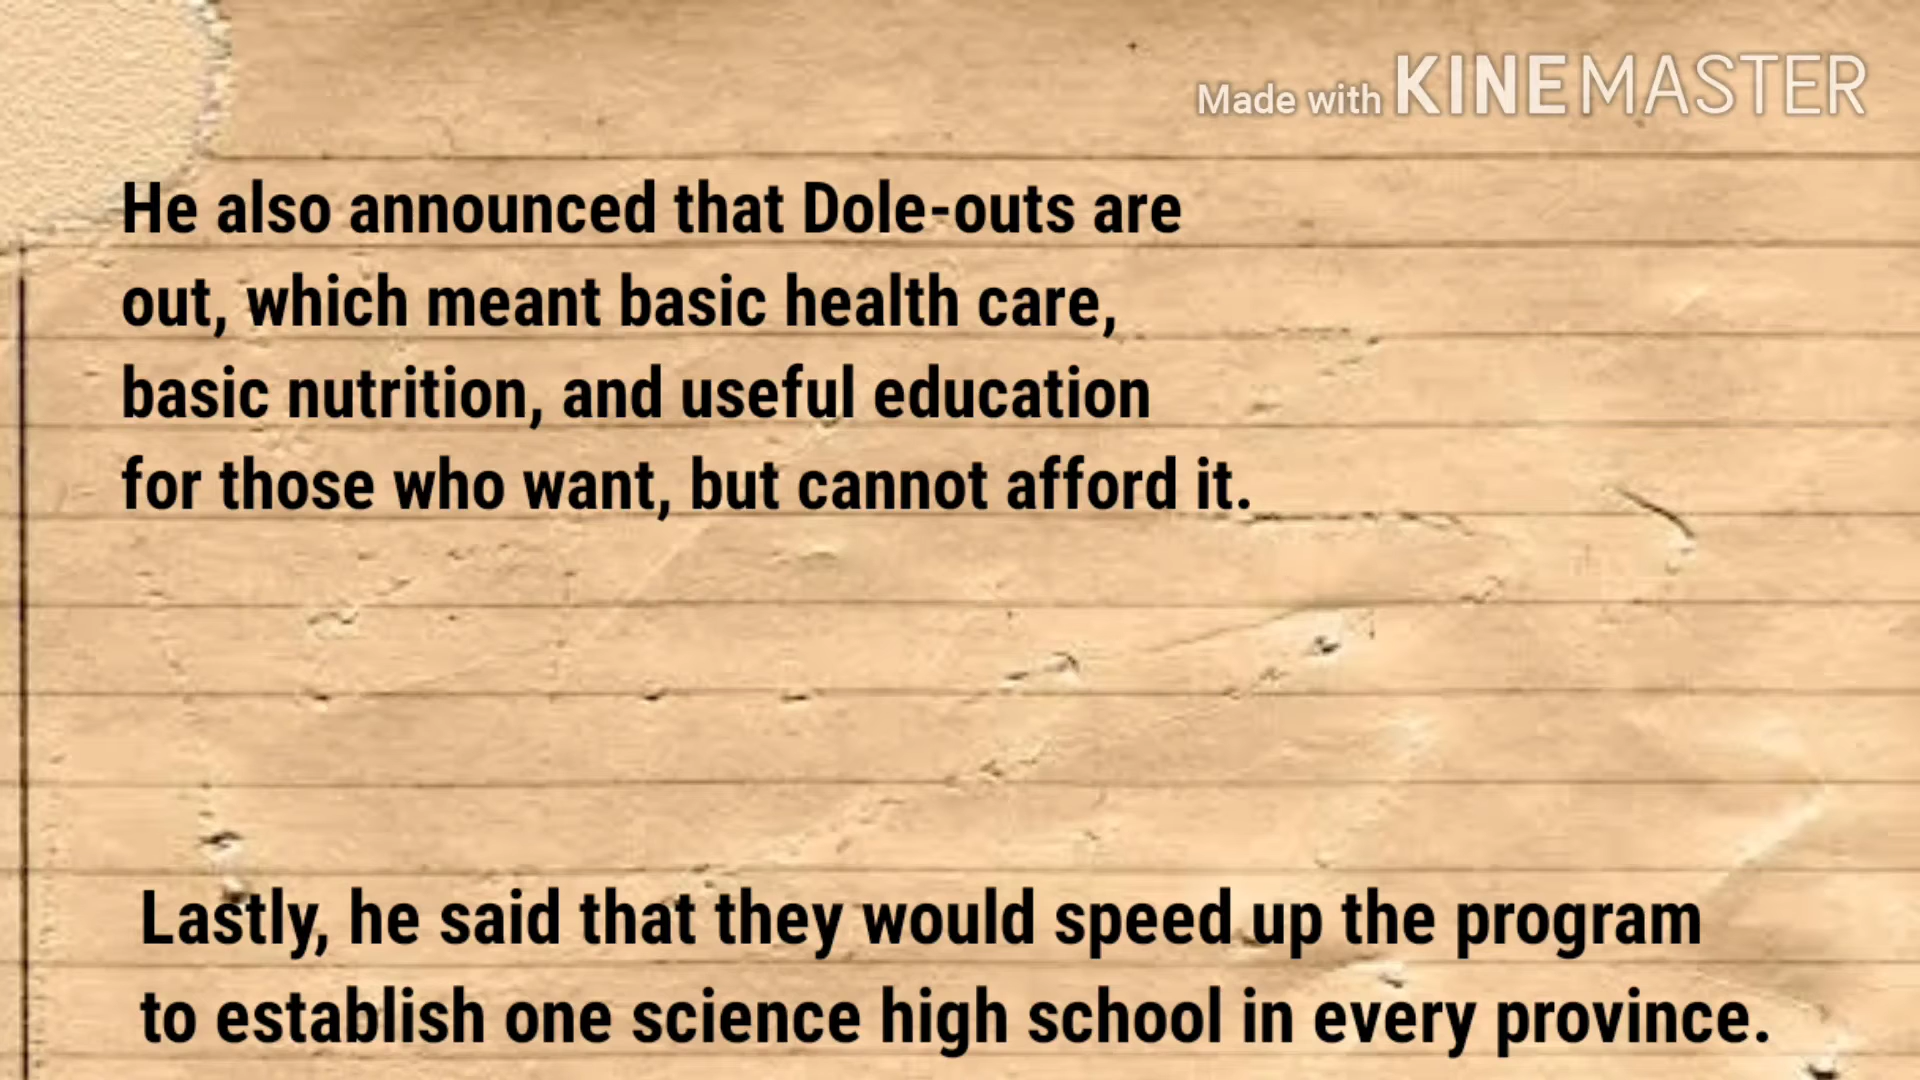 Made with KINEMASTER
He also announced that Dole-outs are
out, which meant basic health care,
basic nutrition, and useful education
for those who want, but cannot afford it.
Lastly, he said that they would speed up the program
to establish one science high school in every province.